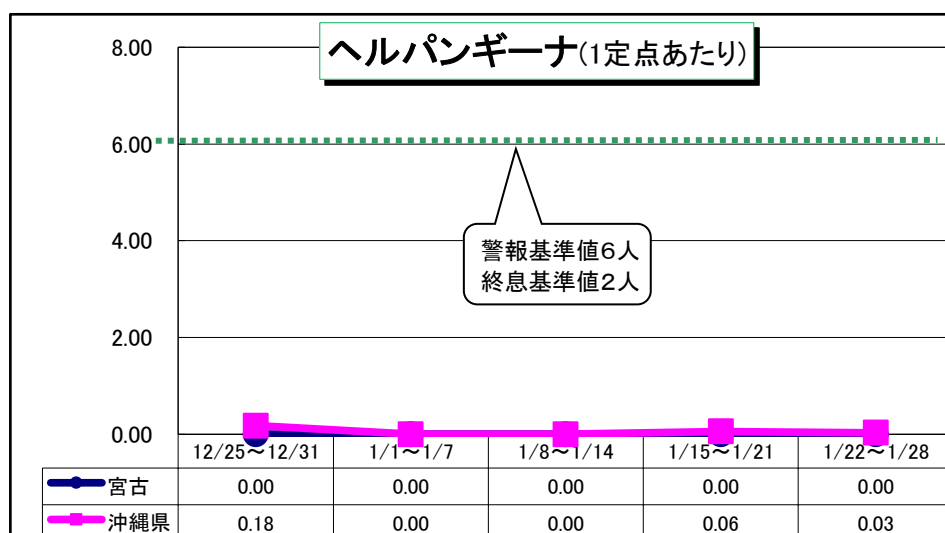 ヘルパンギーナ(1定点あたり)
8.00
6.00
4.00
2.00
0.00
警報基準値6人
終息基準値2人
12/25～12/31 1/1～1/7 1/8～1/14 1/15～1/21 1/22～1/28
宮古 0.00 0.00 0.00 0.00 0.00
沖縄県 0.18 0.00 0.00 0.06 0.03